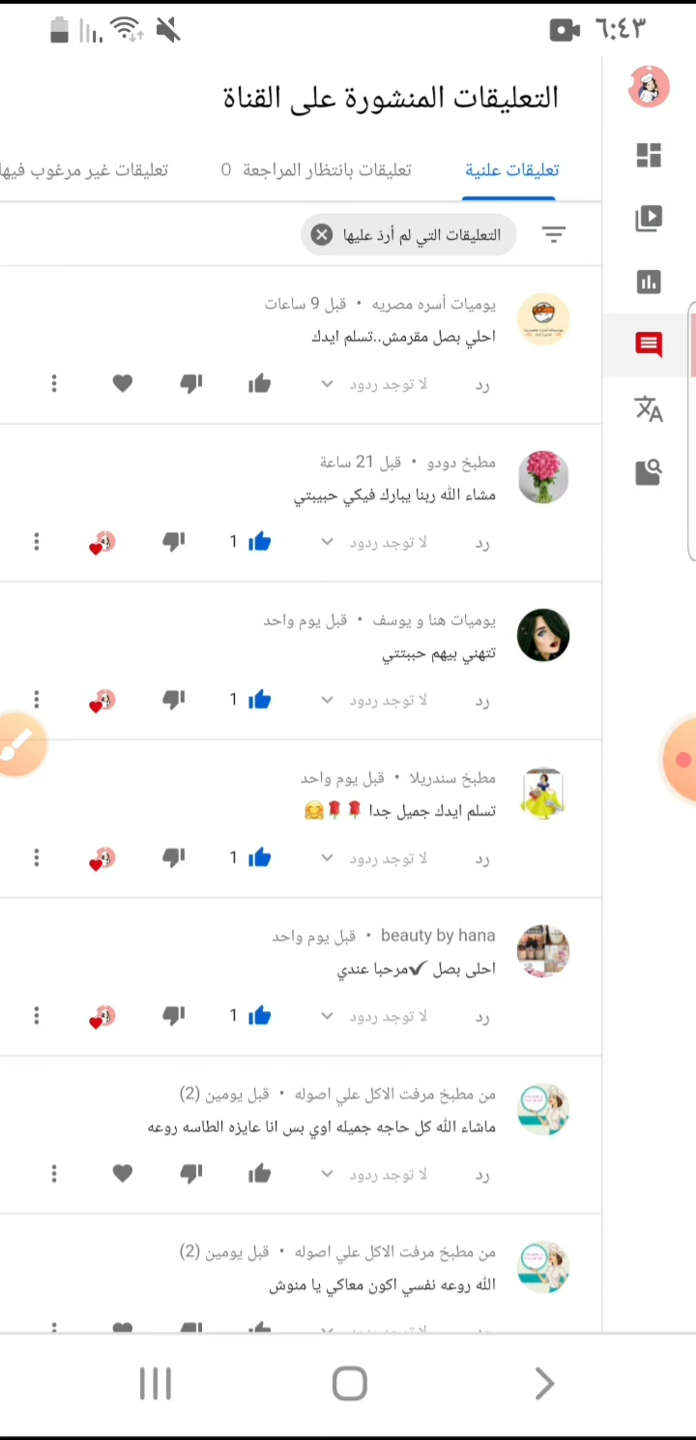 ٦:٤٣
التعليقات المنشورة على القناة
تعليقات علنية
تعليقات بانتظار المراجعة 0
تعليقات غير مرغوب فيها
التعليقات التي لم أرد عليها
يوميات أسره مصريه • قبل 9 ساعات
احلي بصل مقرمش..تسلم ايدك
رد
لا توجد ردود
مطبخ دودو • قبل 21 ساعة
مشاء الله ربنا يبارك فيكي حبيبتي
رد
لا توجد ردود
1
يوميات هنا و يوسف • قبل يوم واحد
تتهني بيهم حببتتي
رد
لا توجد ردود
1
مطبخ سندريلا • قبل يوم واحد
تسلم ايدك جميل جدا 🌹🌹🤗
رد
لا توجد ردود
1
beauty by hana • قبل يوم واحد
احلى بصل ✔مرحبا عندي
رد
لا توجد ردود
1
من مطبخ مرفت الاكل علي اصوله • قبل يومين (2)
ماشاء الله كل حاجه جميله اوي بس انا عايزه الطاسه روعه
رد
لا توجد ردود
من مطبخ مرفت الاكل علي اصوله • قبل يومين (2)
الله روعه نفسي اكون معاكي يا منوش